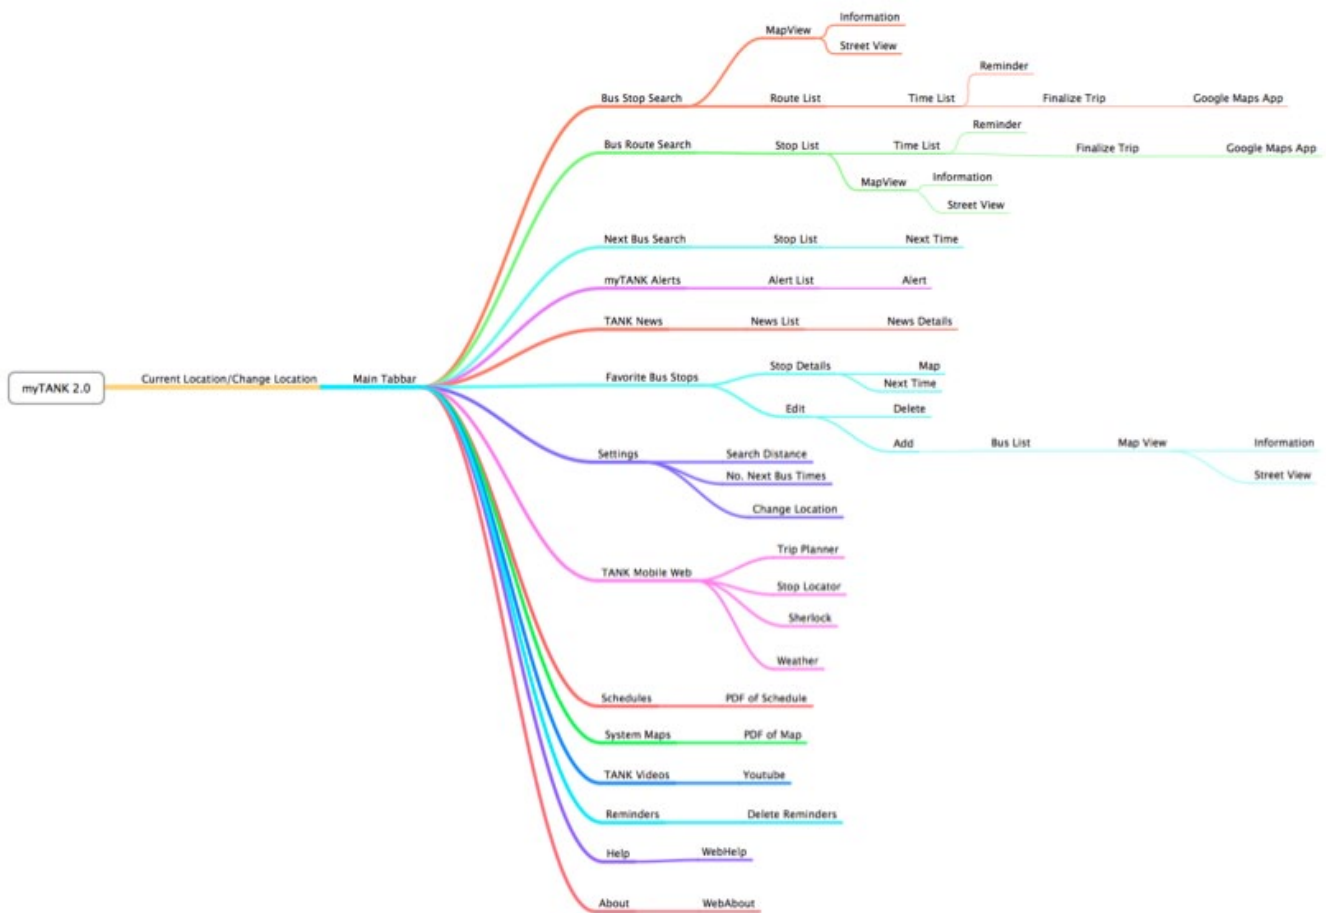 Information
MapView
Street View
Reminder
Bus Stop Search Route List Time List Finalize Trip Google Maps App
Reminder
Bus Route Search Stop List Time List Finalize Trip Google Maps App
MapView Information
Street View
Next Bus Search Stop List Next Time
myTANK Alerts Alert List Alert
TANK News News List News Details
Stop Details Map
myTANK 2.0 Current Location/Change Location Main Tabbar Favorite Bus Stops Next Time
Edit Delete
Add Bus List Map View Information
Street View
Settings Search Distance
No. Next Bus Times
Change Location
Trip Planner
TANK Mobile Web Stop Locator
Sherlock
Weather
Schedules PDF of Schedule
System Maps PDF of Map
TANK Videos Youtube
Reminders Delete Reminders
Help WebHelp
About WebAbout